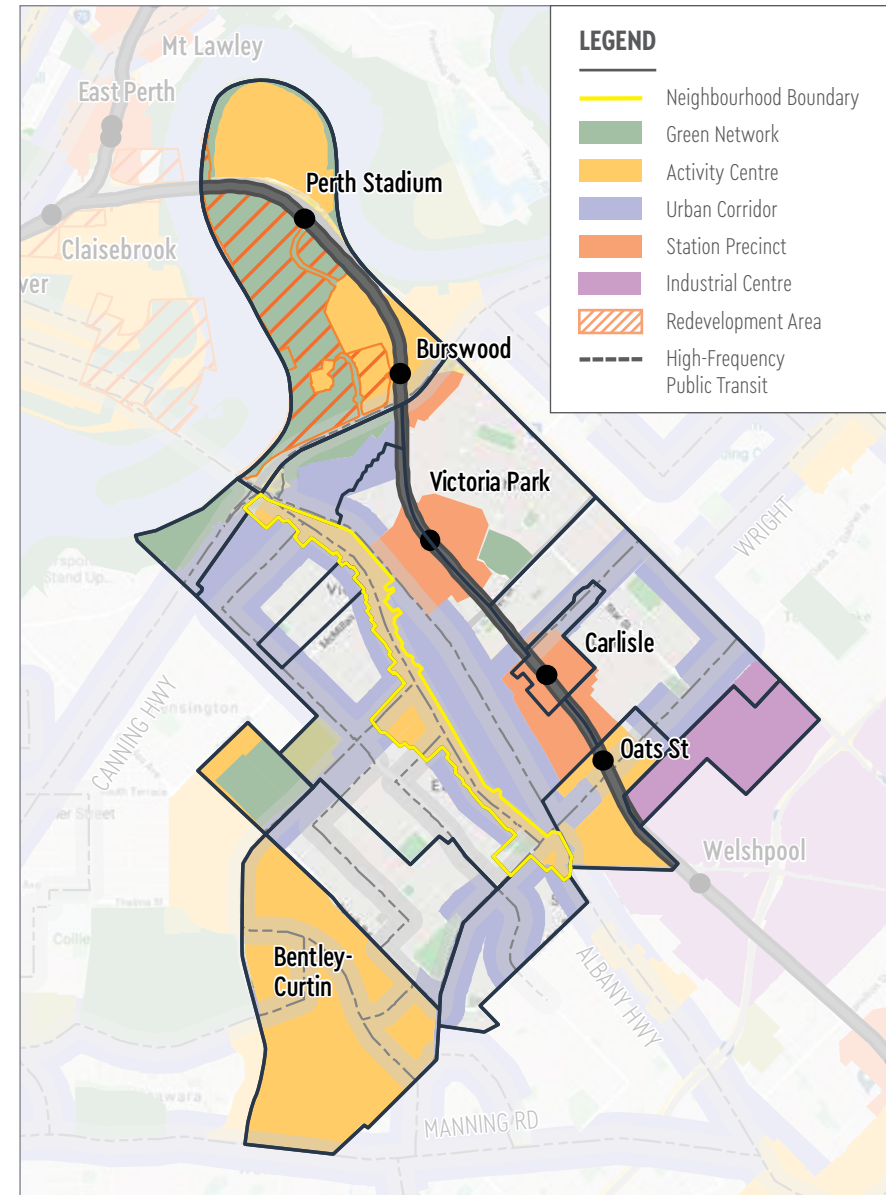 LEGEND
Neighbourhood Boundary
Green Network
Activity Centre
Urban Corridor
Station Precinct
Industrial Centre
Redevelopment Area
High-Frequency
Public Transit
Mt Lawley
East Perth
Perth Stadium
Claisebrook
ver
Burswood
Victoria Park
WRIGHT
Carlisle
CANNING HWY
ensington
Oats St
Welshpool
ALBANY HWY
Bentley-
Curtin
MANNING RD